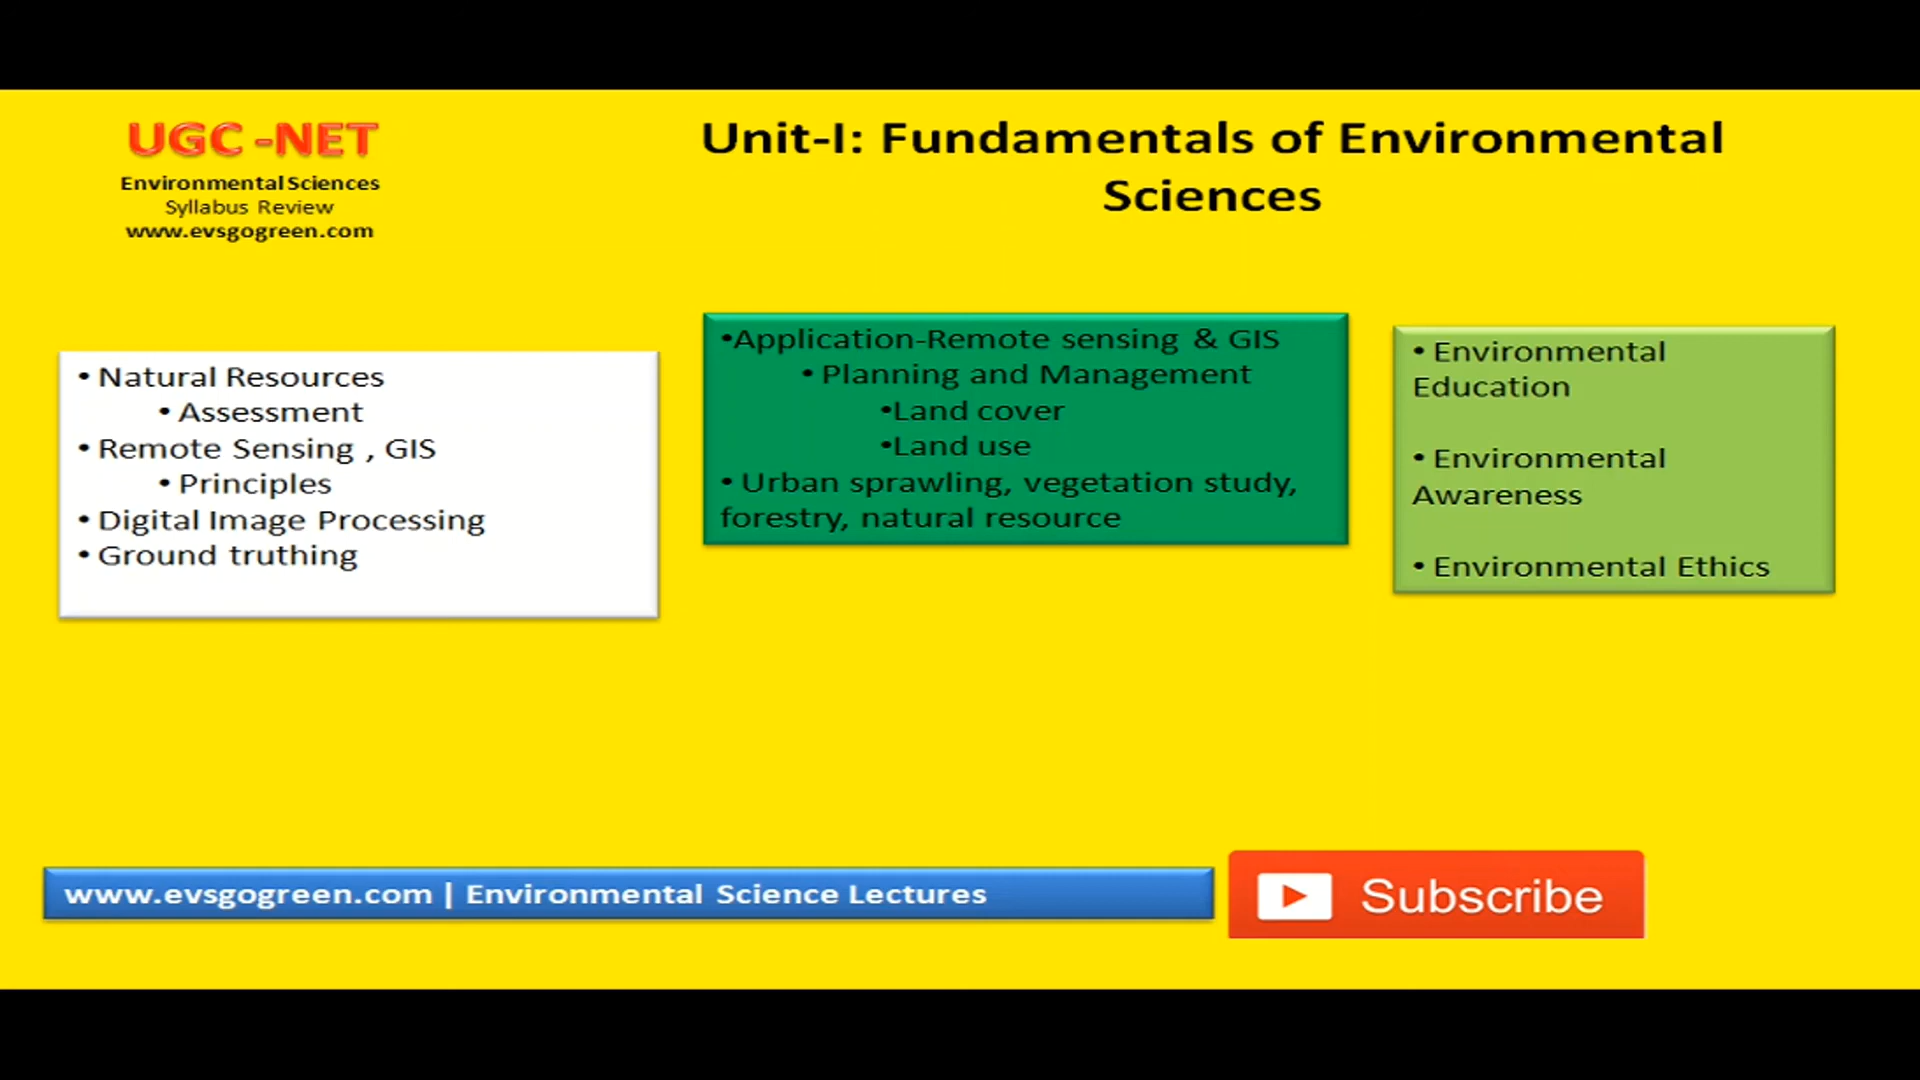 UGC -NET
Environmental Sciences
Syllabus Review
www.evsgogreen.com
Unit-I: Fundamentals of Environmental
Sciences
• Natural Resources
• Assessment
• Remote Sensing , GIS
• Principles
• Digital Image Processing
• Ground truthing
•Application-Remote sensing & GIS
• Planning and Management
•Land cover
•Land use
• Urban sprawling, vegetation study,
forestry, natural resource
• Environmental
Education
• Environmental
Awareness
• Environmental Ethics
www.evsgogreen.com | Environmental Science Lectures
Subscribe